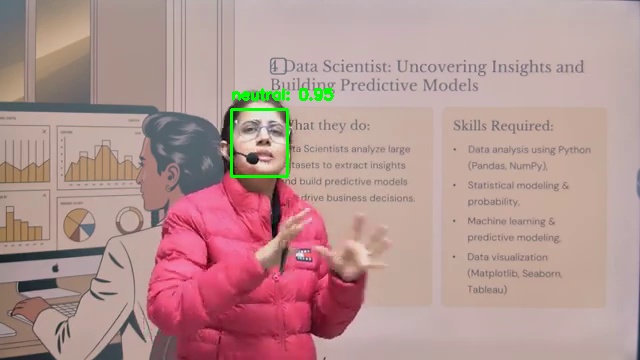 4 Data Scientist: Uncovering Insights and
Building Predictive Models
neutral: 0.95
What they do:
Data Scientists analyze large
datasets to extract insights
and build predictive models
drive business decisions.
Skills Required:
• Data analysis using Python
(Pandas, NumPy),
• Statistical modeling &
probability,
• Machine learning &
predictive modeling,
• Data visualization
(Matplotlib, Seaborn,
Tableau)